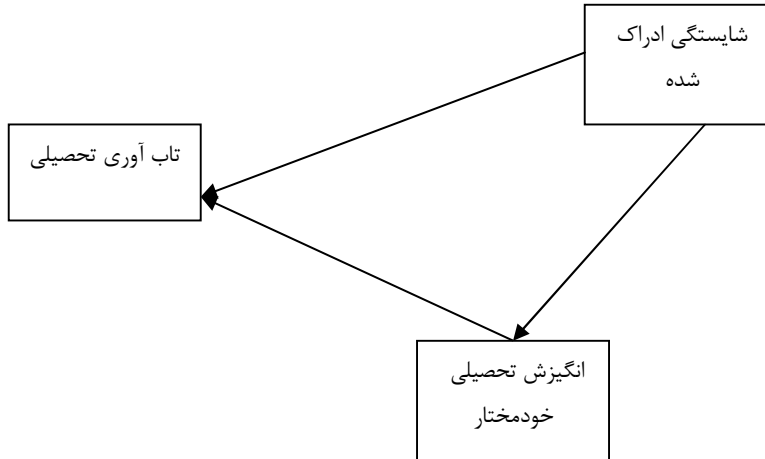 شایستگی ادراک
شده
تاب آوری تحصیلی
انگیزش تحصیلی
خودمختار